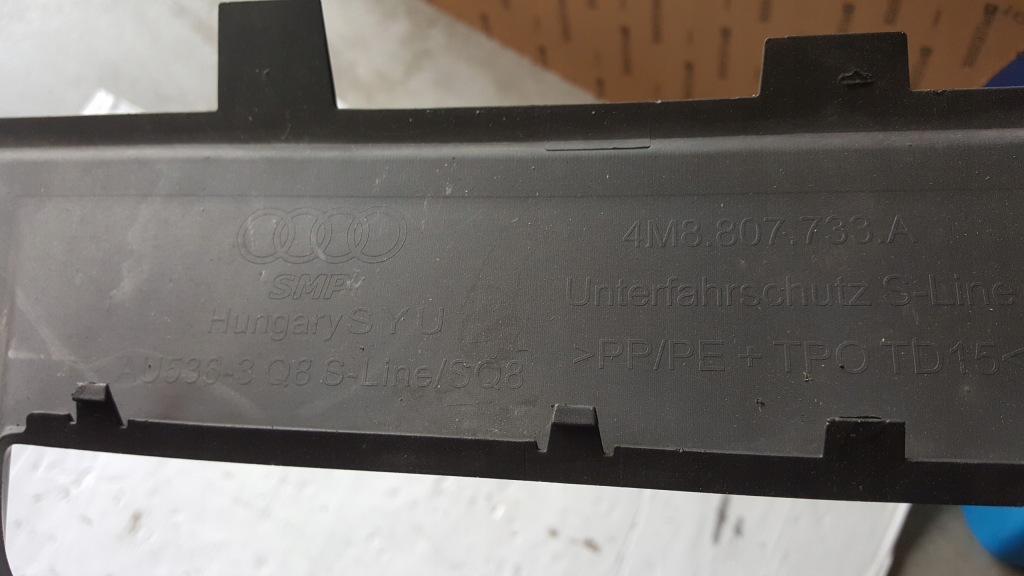 SMP
Hungary S Y U
AU536-3 Q8 S-Line/SQ8
4M8.807.733.A
Unterfahrschutz S-Line
>PP/PE + TPO TD15<